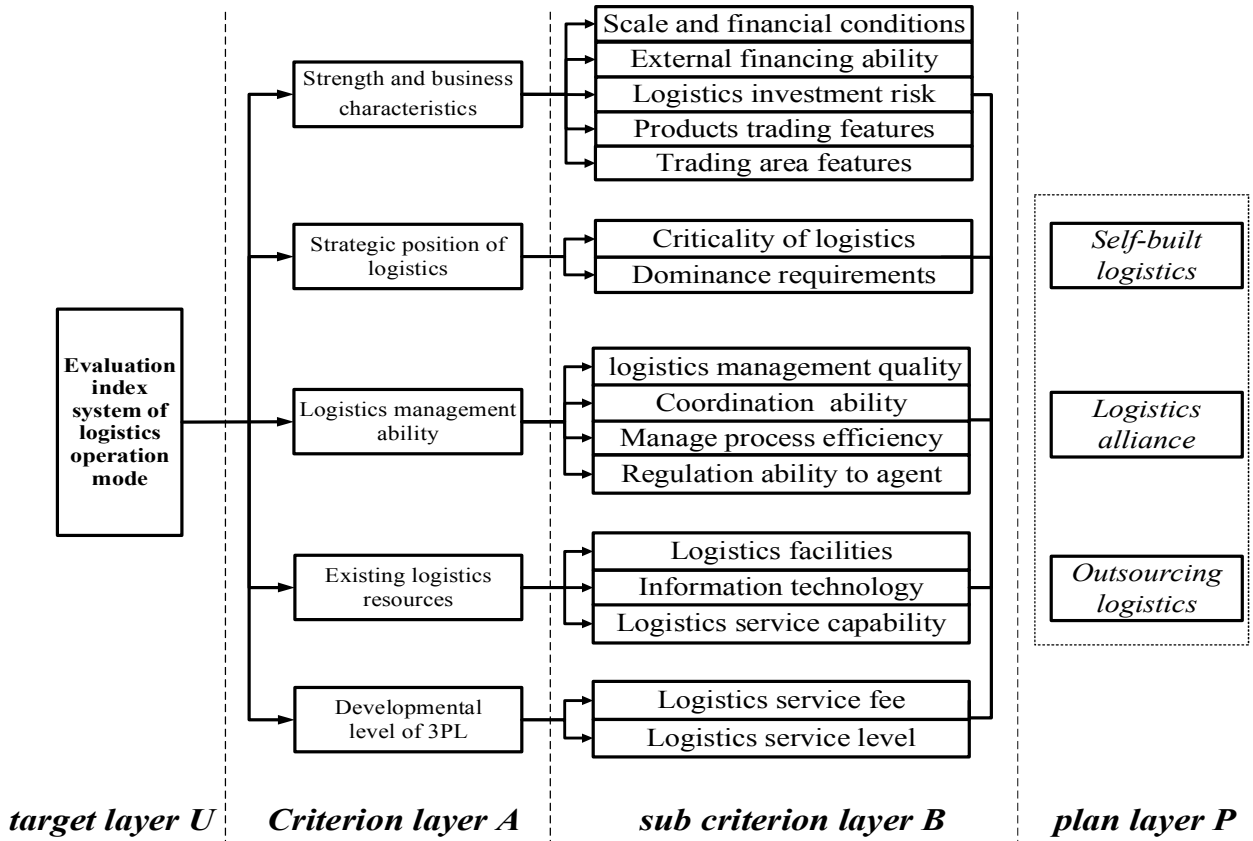 Evaluation
index
system of
logistics
operation
mode
Strength and business
characteristics
Strategic position of
logistics
Logistics management
ability
Existing logistics
resources
Developmental
level of 3PL
Scale and financial conditions
External financing ability
Logistics investment risk
Products trading features
Trading area features
Criticality of logistics
Dominance requirements
logistics management quality
Coordination ability
Manage process efficiency
Regulation ability to agent
Logistics facilities
Information technology
Logistics service capability
Logistics service fee
Logistics service level
Self-built
logistics
Logistics
alliance
Outsourcing
logistics
target layer U
Criterion layer A
sub criterion layer B
plan layer P